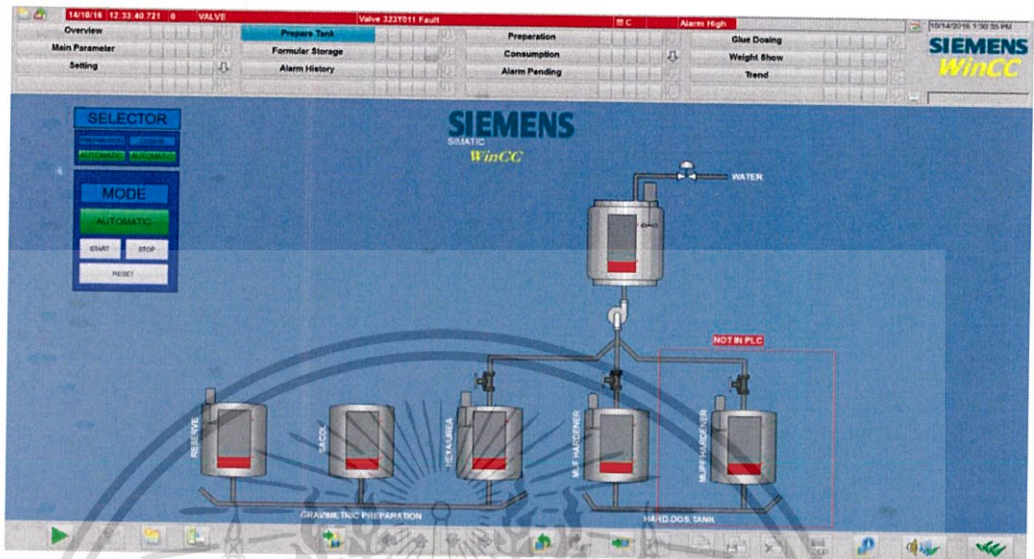 14/10/16 12:33:40.721 0 VALVE Valve 323Y011 Fault C Alarm High
10/14/2016 1:30:35 PM
Overview Prepare Tank Preparation Glue Dosing
Main Parameter Formular Storage Consumption Weight Show
Setting Alarm History Alarm Pending Trend
SIEMENS
WinCC
SELECTOR
AUTOMATIC AUTOMATIC
MODE
AUTOMATIC
START STOP
RESET
SIEMENS
SIMATIC
WinCC
WATER
NOT IN PLC
RESERVE
SACOL
HEXA/UREA
MUF HARDENER
MUPF HARDENER
GRAVIMETRIC PREPARATION
HARD.DOS TANK